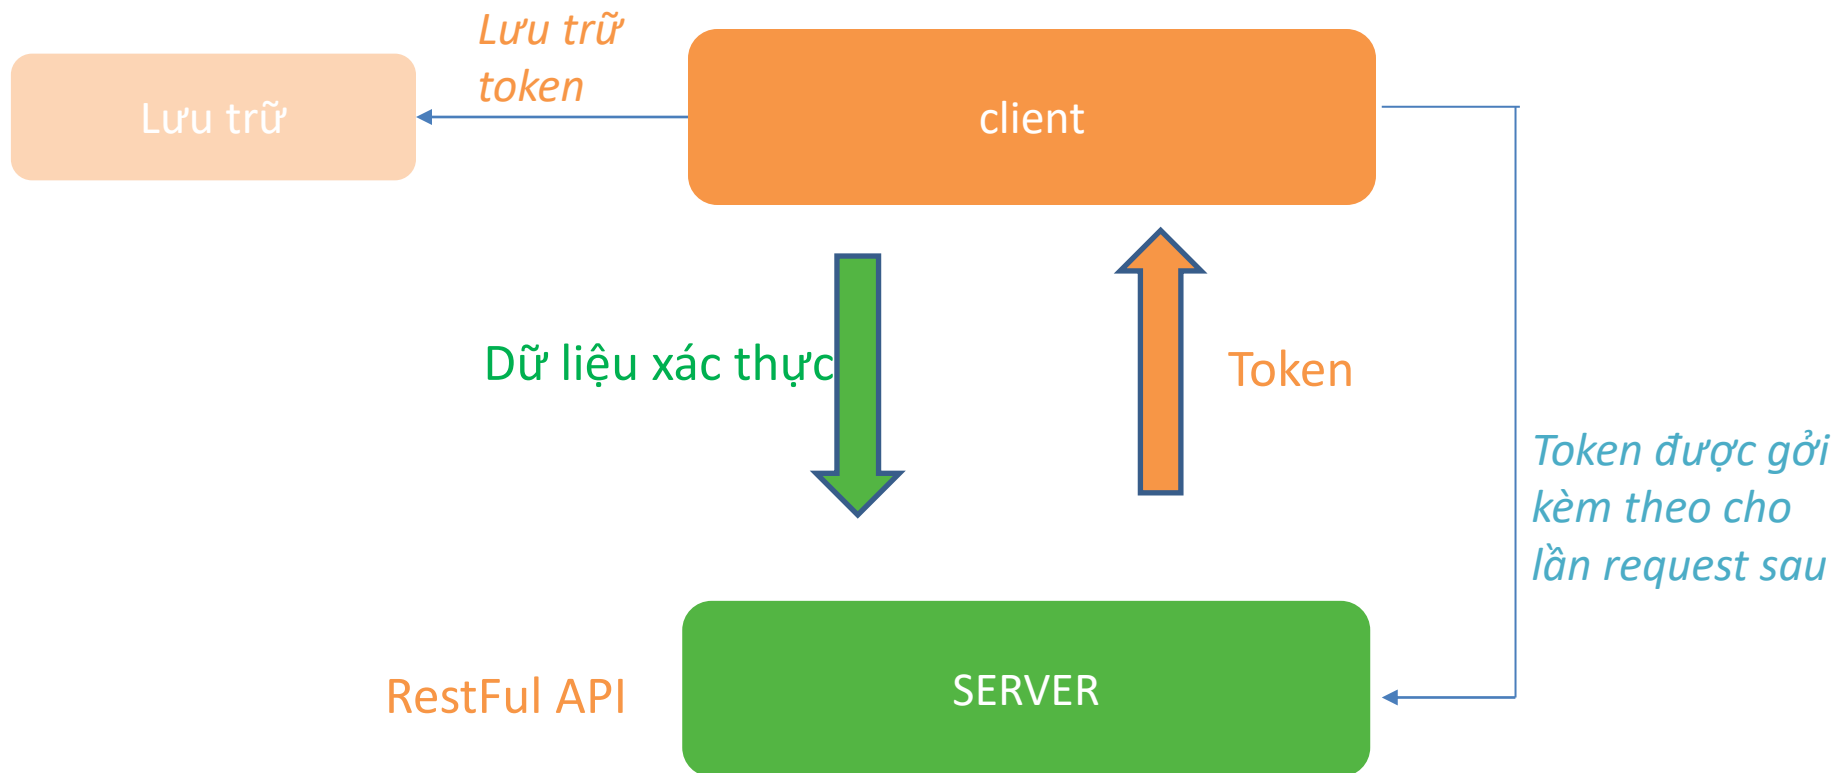 Lưu trữ
token
Lưu trữ
client
Dữ liệu xác thực
Token
Token được gởi
kèm theo cho
lần request sau
RestFul API
SERVER